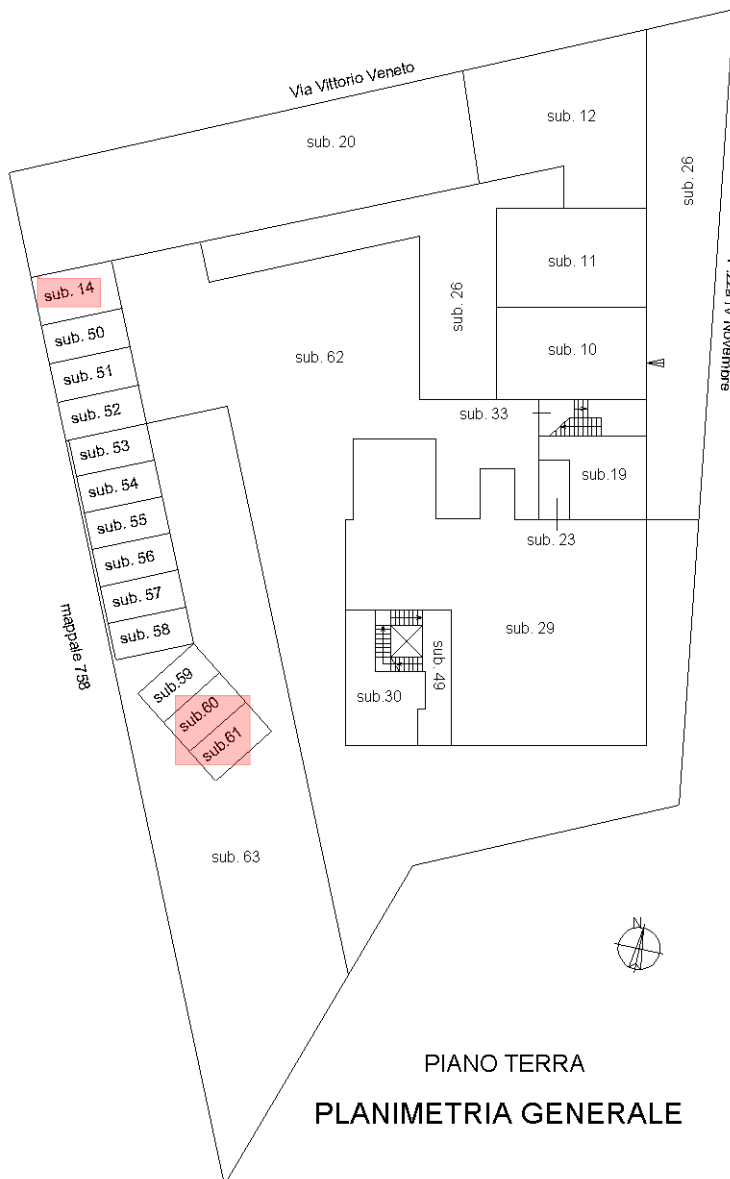 Via Vittorio Veneto
sub. 12
sub. 20
sub. 26
sub. 11
sub. 14
sub. 26
IV Novembre
sub. 50
sub. 10
sub. 62
sub. 51
sub. 52
sub. 33
sub. 53
sub.19
sub. 54
sub. 55
sub. 23
sub. 56
sub. 57
mappale 758
sub. 58
sub. 29
sub. 49
sub.59
sub.30
sub.60
sub.61
sub. 63
N
PIANO TERRA
PLANIMETRIA GENERALE